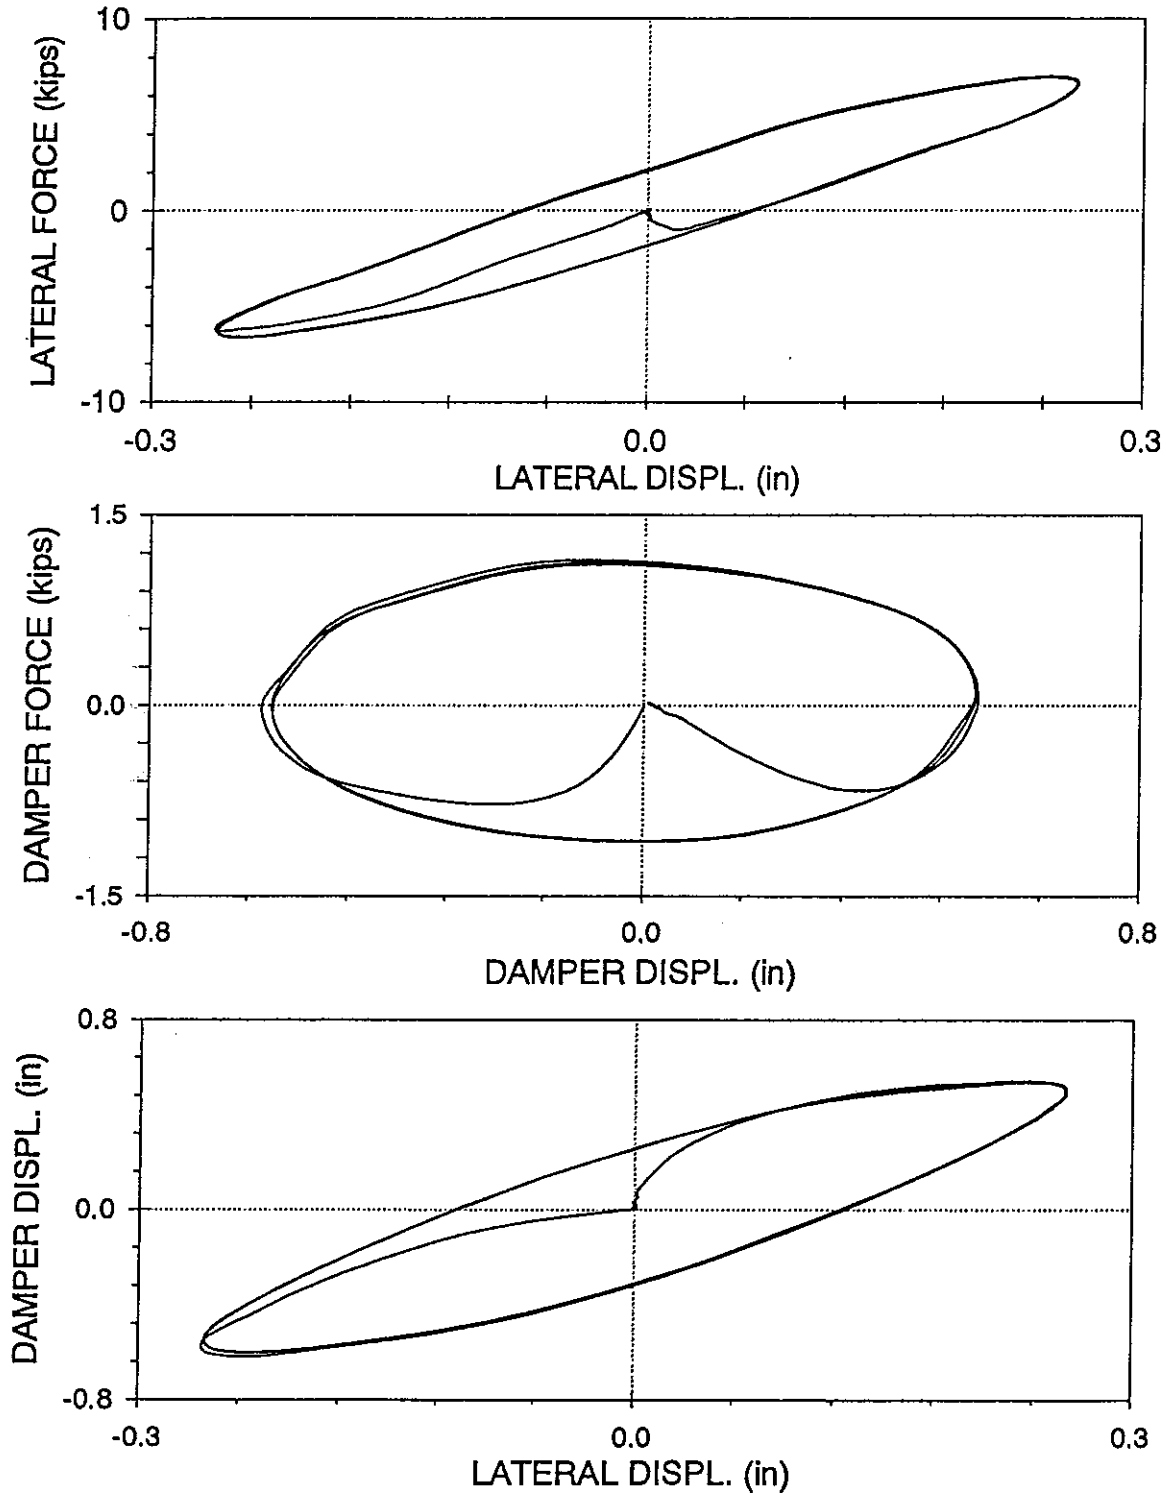 10
LATERAL FORCE (kips)
0
-10
-0.3 0.0 0.3
LATERAL DISPL. (in)
1.5
DAMPER FORCE (kips)
0.0
-1.5
-0.8 0.0 0.8
DAMPER DISPL. (in)
0.8
DAMPER DISPL. (in)
0.0
-0.8
-0.3 0.0 0.3
LATERAL DISPL. (in)